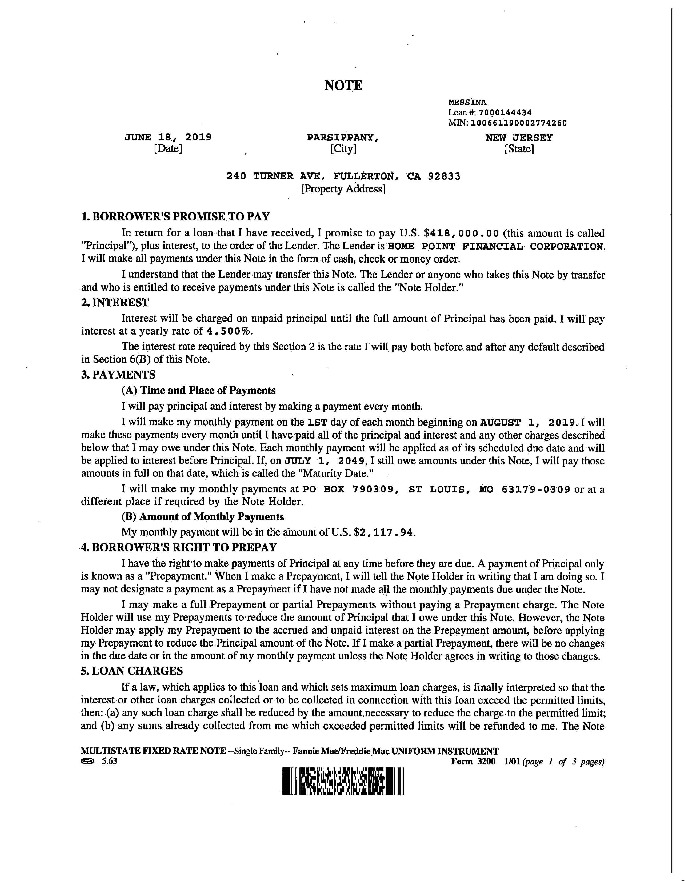 NOTE
MESSINA
Loan #: 7000144434
MIN: 100661190002774260
JUNE 18, 2019 PARSIPPANY, NEW JERSEY
[Date] [City] [State]
240 TURNER AVE, FULLERTON, CA 92833
[Property Address]
1. BORROWER'S PROMISE TO PAY
In return for a loan that I have received, I promise to pay U.S. $418,000.00 (this amount is called
"Principal"), plus interest, to the order of the Lender. The Lender is HOME POINT FINANCIAL CORPORATION.
I will make all payments under this Note in the form of cash, check or money order.
I understand that the Lender may transfer this Note. The Lender or anyone who takes this Note by transfer
and who is entitled to receive payments under this Note is called the "Note Holder."
2. INTEREST
Interest will be charged on unpaid principal until the full amount of Principal has been paid. I will pay
interest at a yearly rate of 4.500%.
The interest rate required by this Section 2 is the rate I will pay both before and after any default described
in Section 6(B) of this Note.
3. PAYMENTS
(A) Time and Place of Payments
I will pay principal and interest by making a payment every month.
I will make my monthly payment on the 1ST day of each month beginning on AUGUST 1, 2019. I will
make these payments every month until I have paid all of the principal and interest and any other charges described
below that I may owe under this Note. Each monthly payment will be applied as of its scheduled due date and will
be applied to interest before Principal. If, on JULY 1, 2049, I still owe amounts under this Note, I will pay those
amounts in full on that date, which is called the "Maturity Date."
I will make my monthly payments at PO BOX 790309, ST LOUIS, MO 63179-0309 or at a
different place if required by the Note Holder.
(B) Amount of Monthly Payments
My monthly payment will be in the amount of U.S. $2,117.94.
4. BORROWER'S RIGHT TO PREPAY
I have the right to make payments of Principal at any time before they are due. A payment of Principal only
is known as a "Prepayment." When I make a Prepayment, I will tell the Note Holder in writing that I am doing so. I
may not designate a payment as a Prepayment if I have not made all the monthly payments due under the Note.
I may make a full Prepayment or partial Prepayments without paying a Prepayment charge. The Note
Holder will use my Prepayments to reduce the amount of Principal that I owe under this Note. However, the Note
Holder may apply my Prepayment to the accrued and unpaid interest on the Prepayment amount, before applying
my Prepayment to reduce the Principal amount of the Note. If I make a partial Prepayment, there will be no changes
in the due date or in the amount of my monthly payment unless the Note Holder agrees in writing to those changes.
5. LOAN CHARGES
If a law, which applies to this loan and which sets maximum loan charges, is finally interpreted so that the
interest or other loan charges collected or to be collected in connection with this loan exceed the permitted limits,
then: (a) any such loan charge shall be reduced by the amount necessary to reduce the charge to the permitted limit;
and (b) any sums already collected from me which exceeded permitted limits will be refunded to me. The Note
MULTISTATE FIXED RATE NOTE--Single Family-- Fannie Mae/Freddie Mac UNIFORM INSTRUMENT
5.63 Form 3200 1/01 (page 1 of 3 pages)